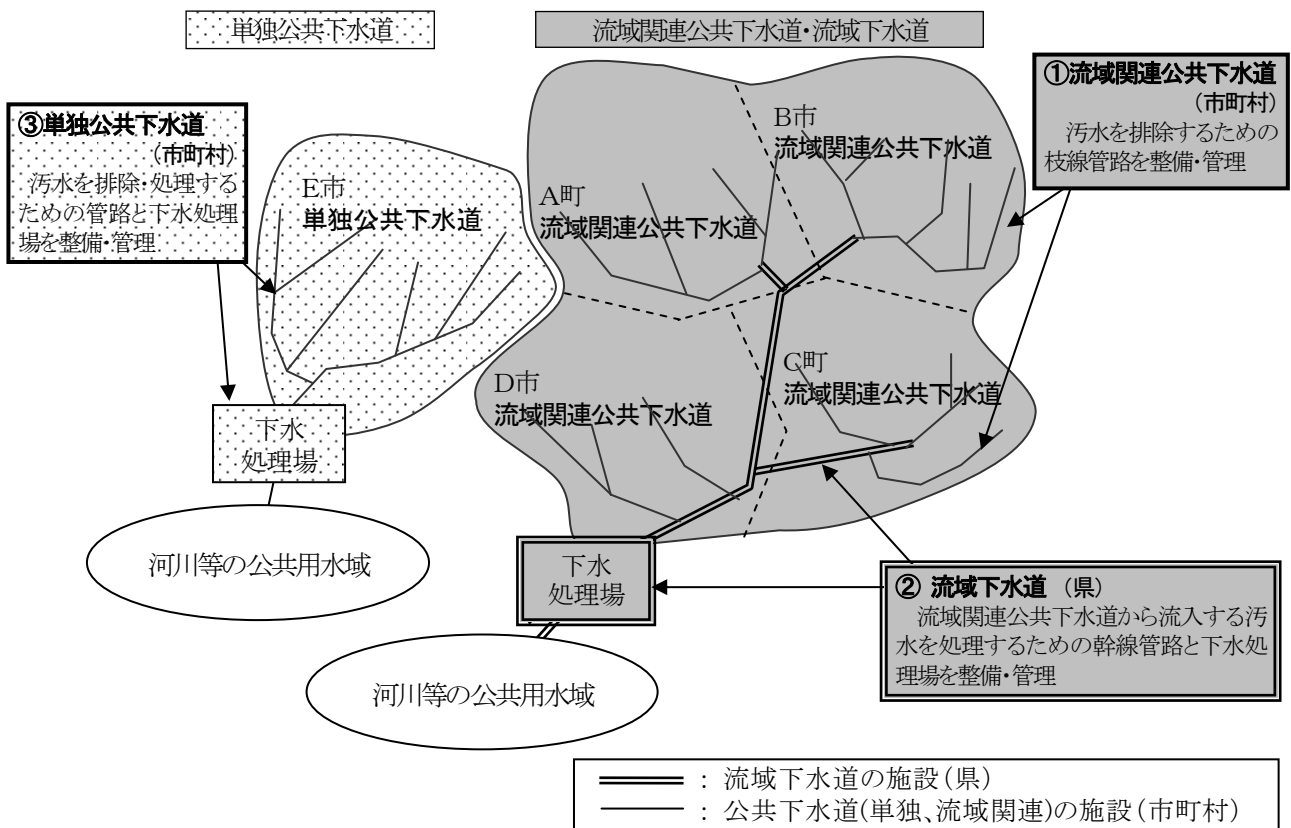 単独公共下水道
流域関連公共下水道・流域下水道
①流域関連公共下水道
(市町村)
汚水を排除するための
枝線管路を整備・管理
③単独公共下水道
(市町村)
汚水を排除・処理する
ための管路と下水処理
場を整備・管理
B市
流域関連公共下水道
A町
流域関連公共下水道
E市
単独公共下水道
C町
流域関連公共下水道
D市
流域関連公共下水道
下水
処理場
河川等の公共用水域
下水
処理場
河川等の公共用水域
② 流域下水道 (県)
流域関連公共下水道から流入する汚
水を処理するための幹線管路と下水処
理場を整備・管理
: 流域下水道の施設(県)
: 公共下水道(単独、流域関連)の施設(市町村)